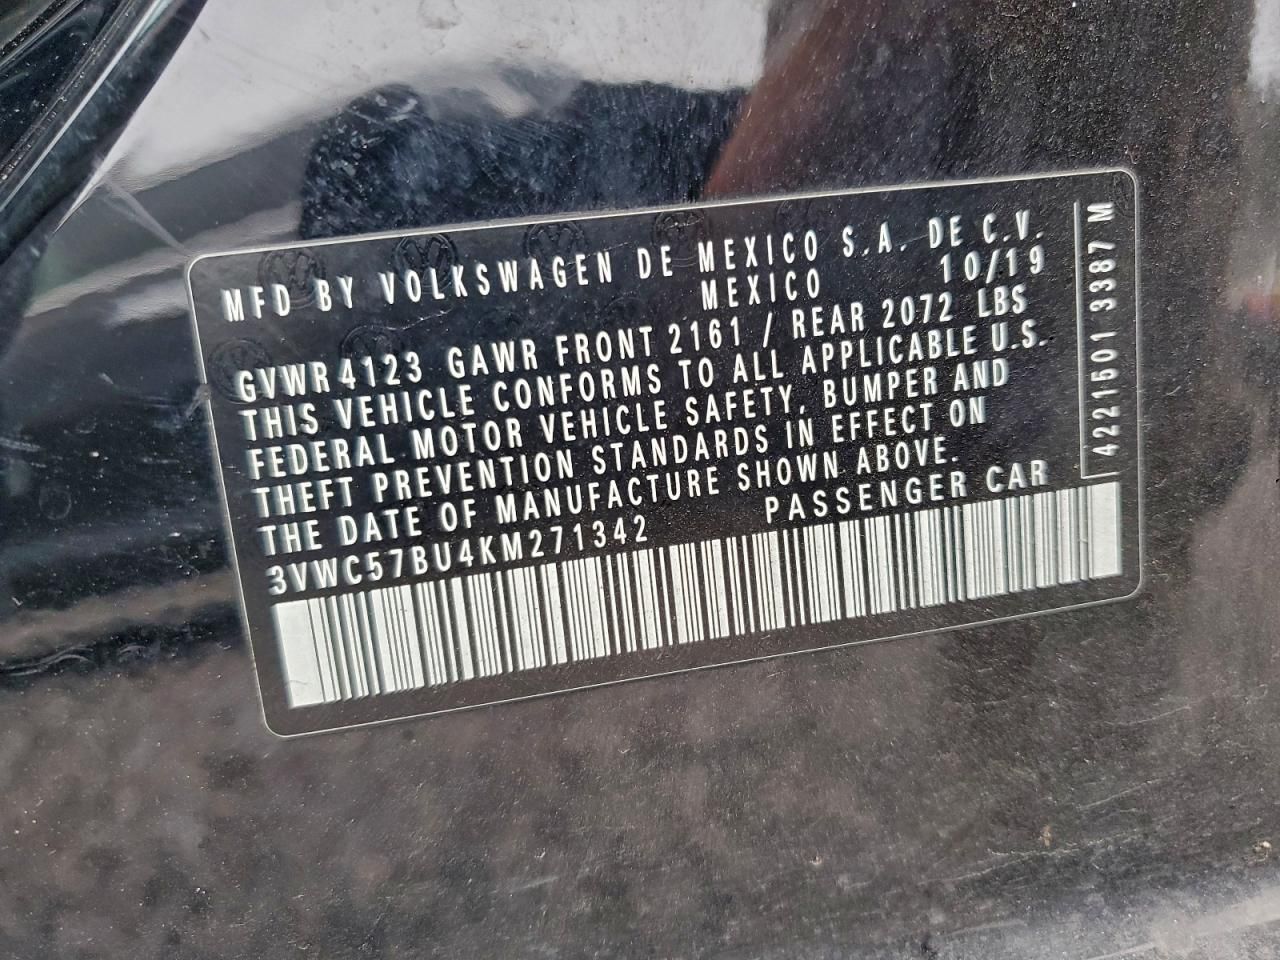 MFD BY VOLKSWAGEN DE MEXICO S.A. DE C.V.
MEXICO 10/19
GVWR 4123 GAWR FRONT 2161 / REAR 2072 LBS
THIS VEHICLE CONFORMS TO ALL APPLICABLE U.S.
FEDERAL MOTOR VEHICLE SAFETY, BUMPER AND
THEFT PREVENTION STANDARDS IN EFFECT ON
THE DATE OF MANUFACTURE SHOWN ABOVE.
3VWC57BU4KM271342 PASSENGER CAR
4221501 3387 M